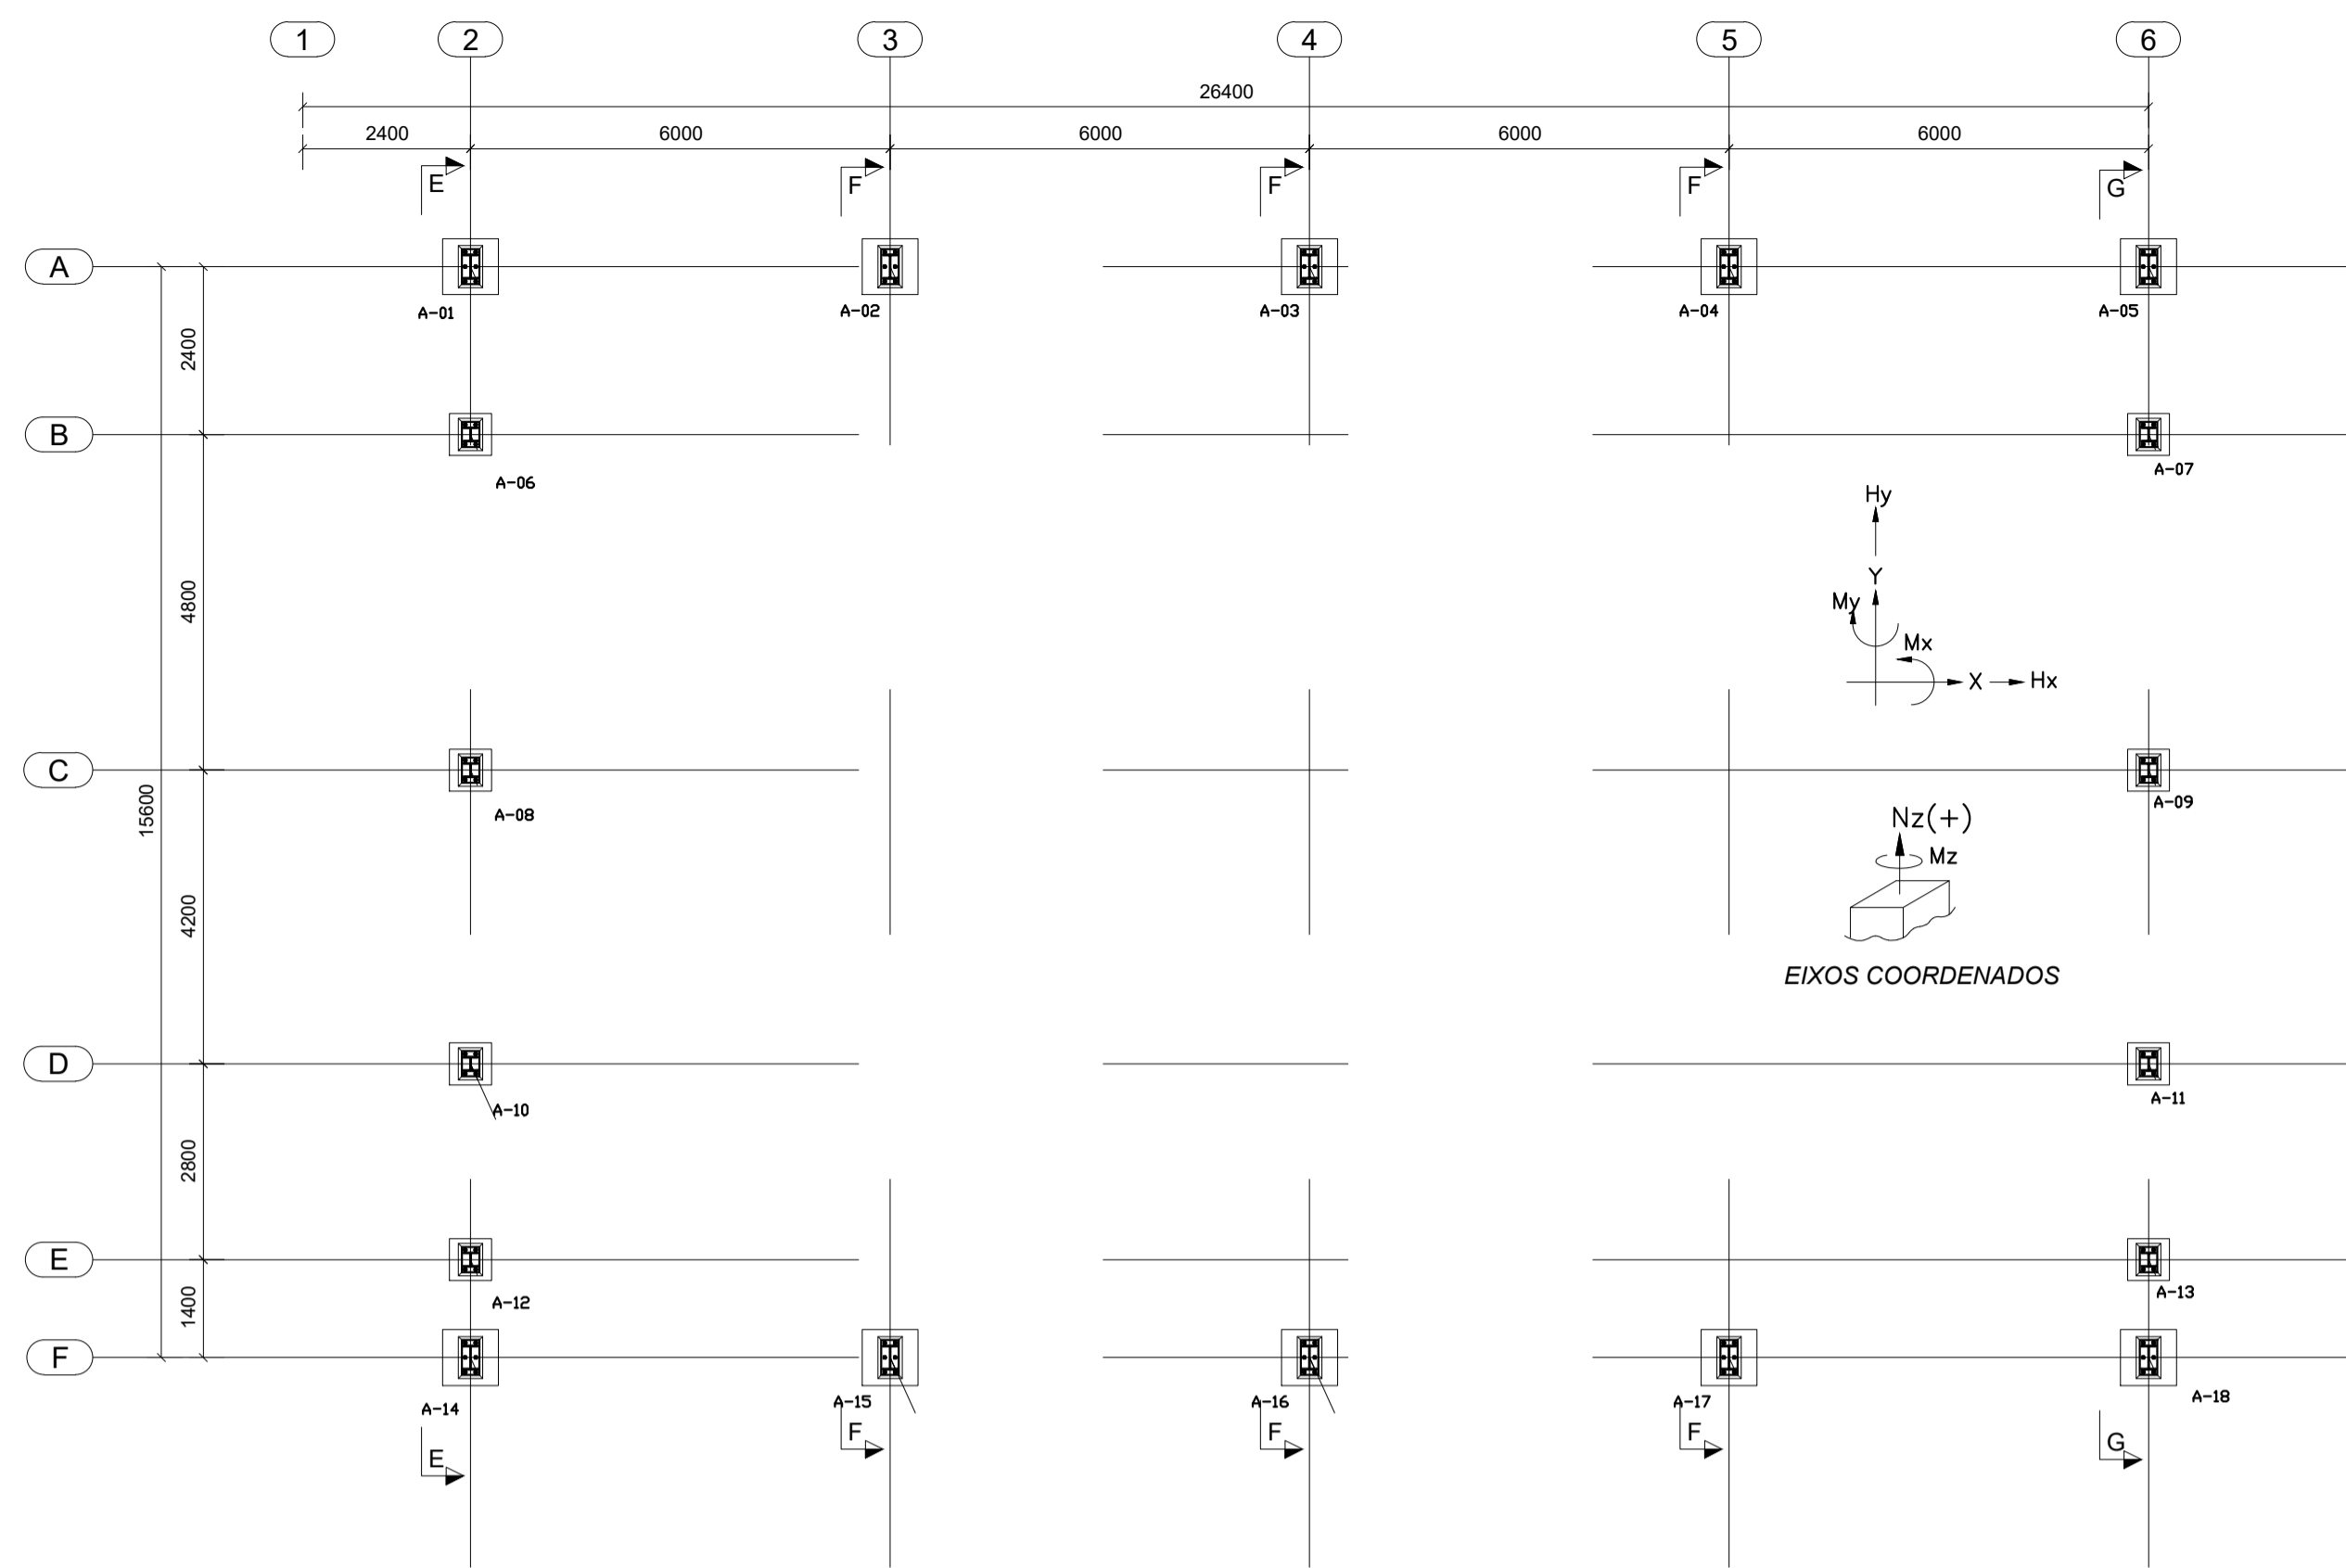 1 2 3 4 5 6
26400
2400 6000 6000 6000 6000
E F F F G
A
A-01 A-02 A-03 A-04 A-05
2400
B
A-06 A-07
Hy
4800
Y
My
Mx
X Hx
C
15600
A-08 A-09
Nz(+)
Mz
4200
EIXOS COORDENADOS
D
A-10 A-11
2800
E
A-12 A-13
1400
F
A-14 A-15 A-16 A-17 A-18
E F F F G